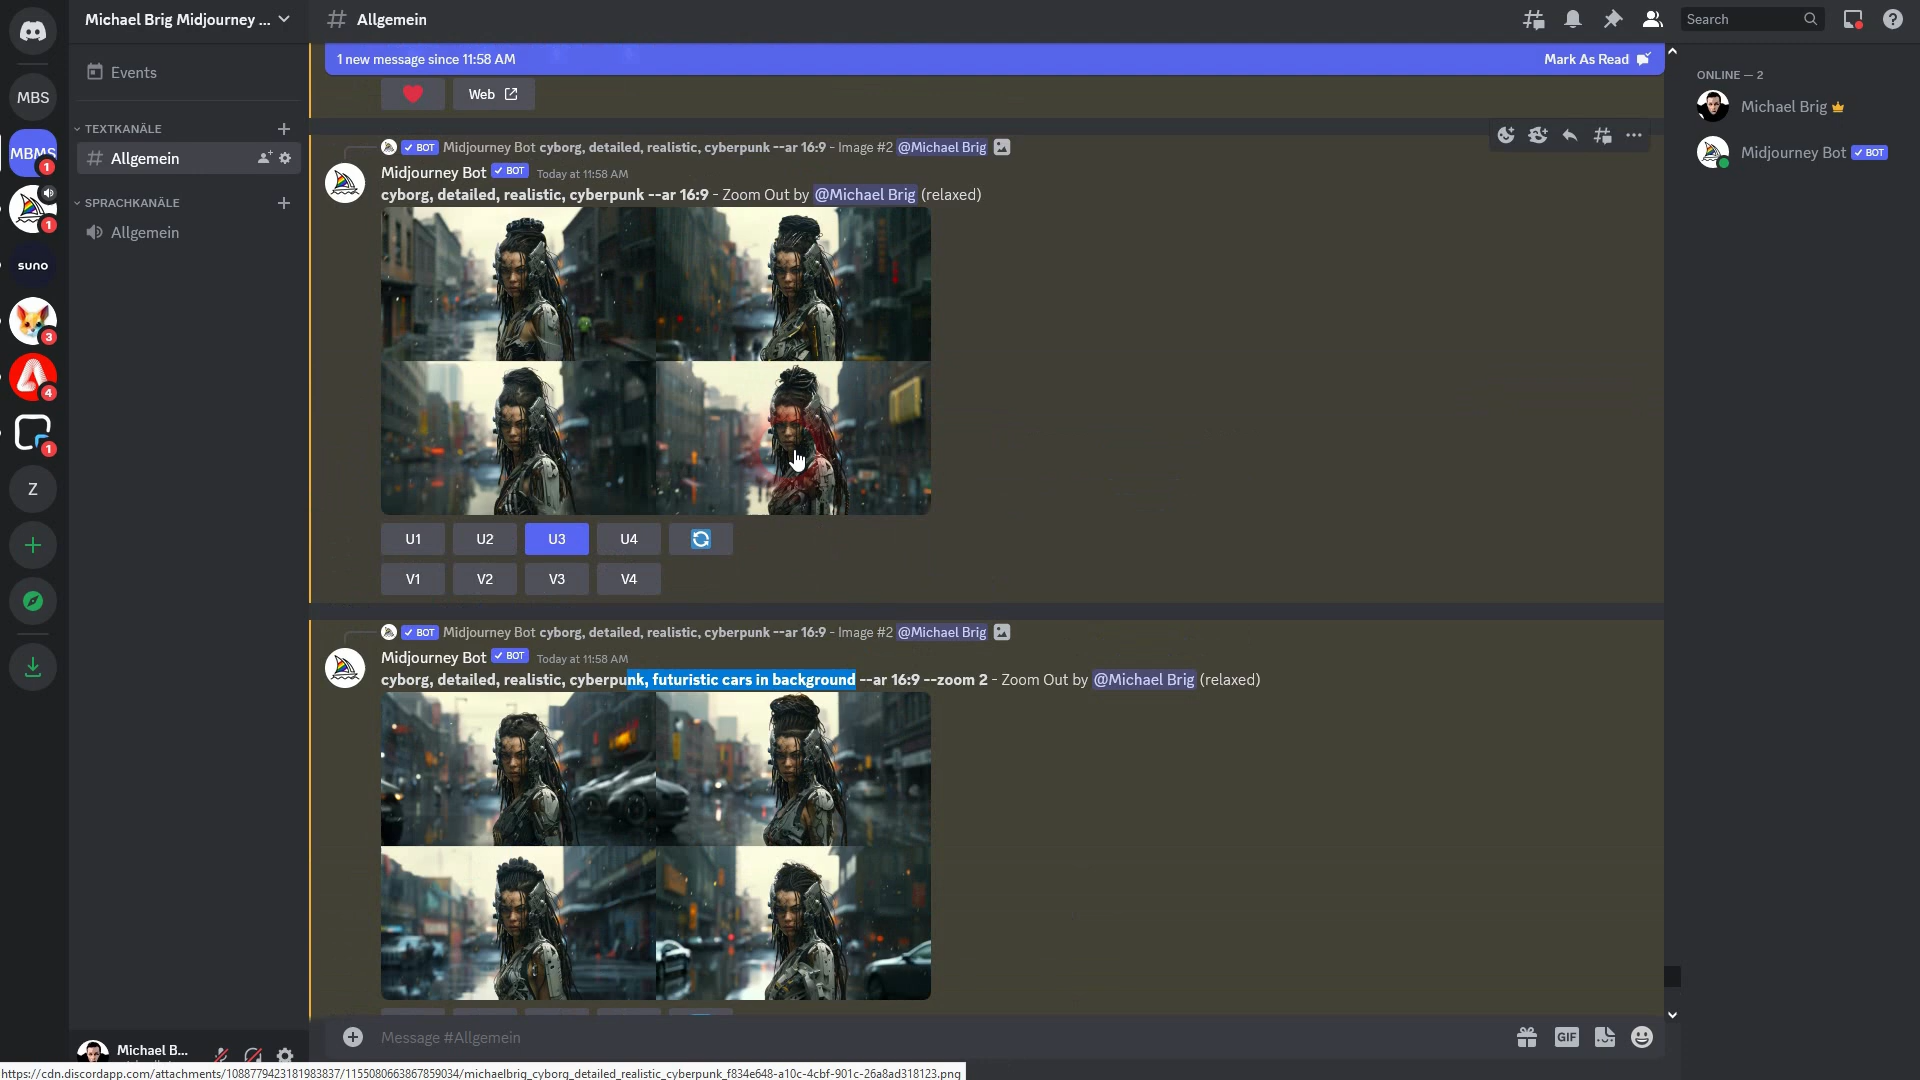 Michael Brig Midjourney ...
Allgemein
Search
1 new message since 11:58 AM
Mark As Read
Events
Web
ONLINE — 2
MBS
TEXTKANÄLE
Michael Brig
MBMS
1
Allgemein
BOT Midjourney Bot cyborg, detailed, realistic, cyberpunk --ar 16:9 - Image #2 @Michael Brig
Midjourney Bot BOT
Midjourney Bot BOT Today at 11:58 AM
cyborg, detailed, realistic, cyberpunk --ar 16:9 - Zoom Out by @Michael Brig (relaxed)
SPRACHKANÄLE
1
Allgemein
suno
3
4
1
Z
U1 U2 U3 U4
V1 V2 V3 V4
BOT Midjourney Bot cyborg, detailed, realistic, cyberpunk --ar 16:9 - Image #2 @Michael Brig
Midjourney Bot BOT Today at 11:58 AM
cyborg, detailed, realistic, cyberpunk, futuristic cars in background --ar 16:9 --zoom 2 - Zoom Out by @Michael Brig (relaxed)
Michael B...
Message #Allgemein
GIF
https://cdn.discordapp.com/attachments/1088779423181983837/1155080663867859034/michaelbrig_cyborg_detailed_realistic_cyberpunk_f834e648-a10c-4cbf-901c-26a8ad318123.png